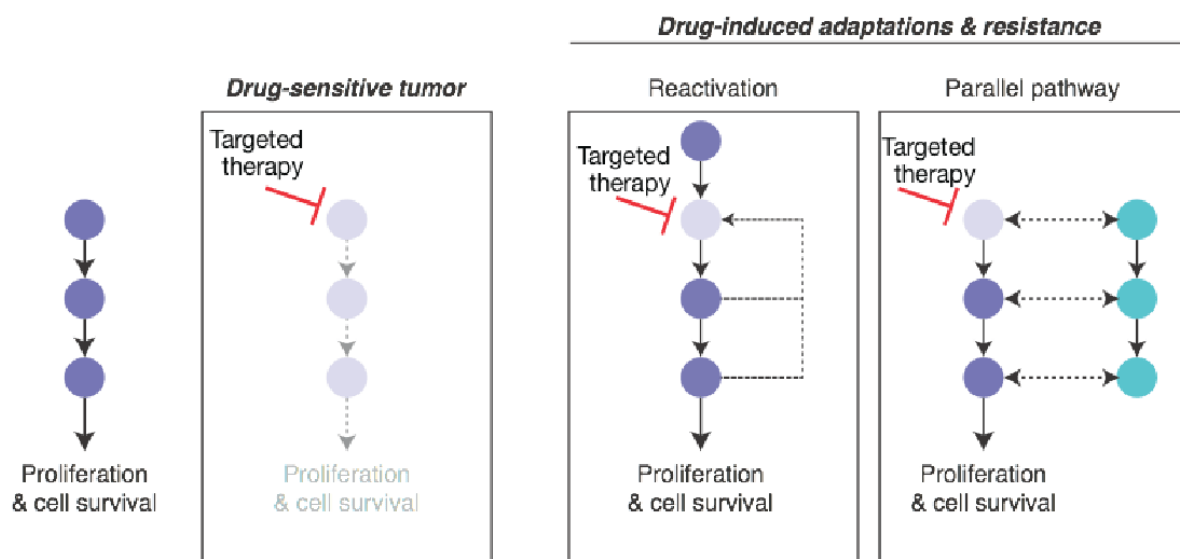 Drug-induced adaptations & resistance
Drug-sensitive tumor
Reactivation
Parallel pathway
Targeted
therapy
Targeted
therapy
Targeted
therapy
Proliferation
& cell survival
Proliferation
& cell survival
Proliferation
& cell survival
Proliferation
& cell survival